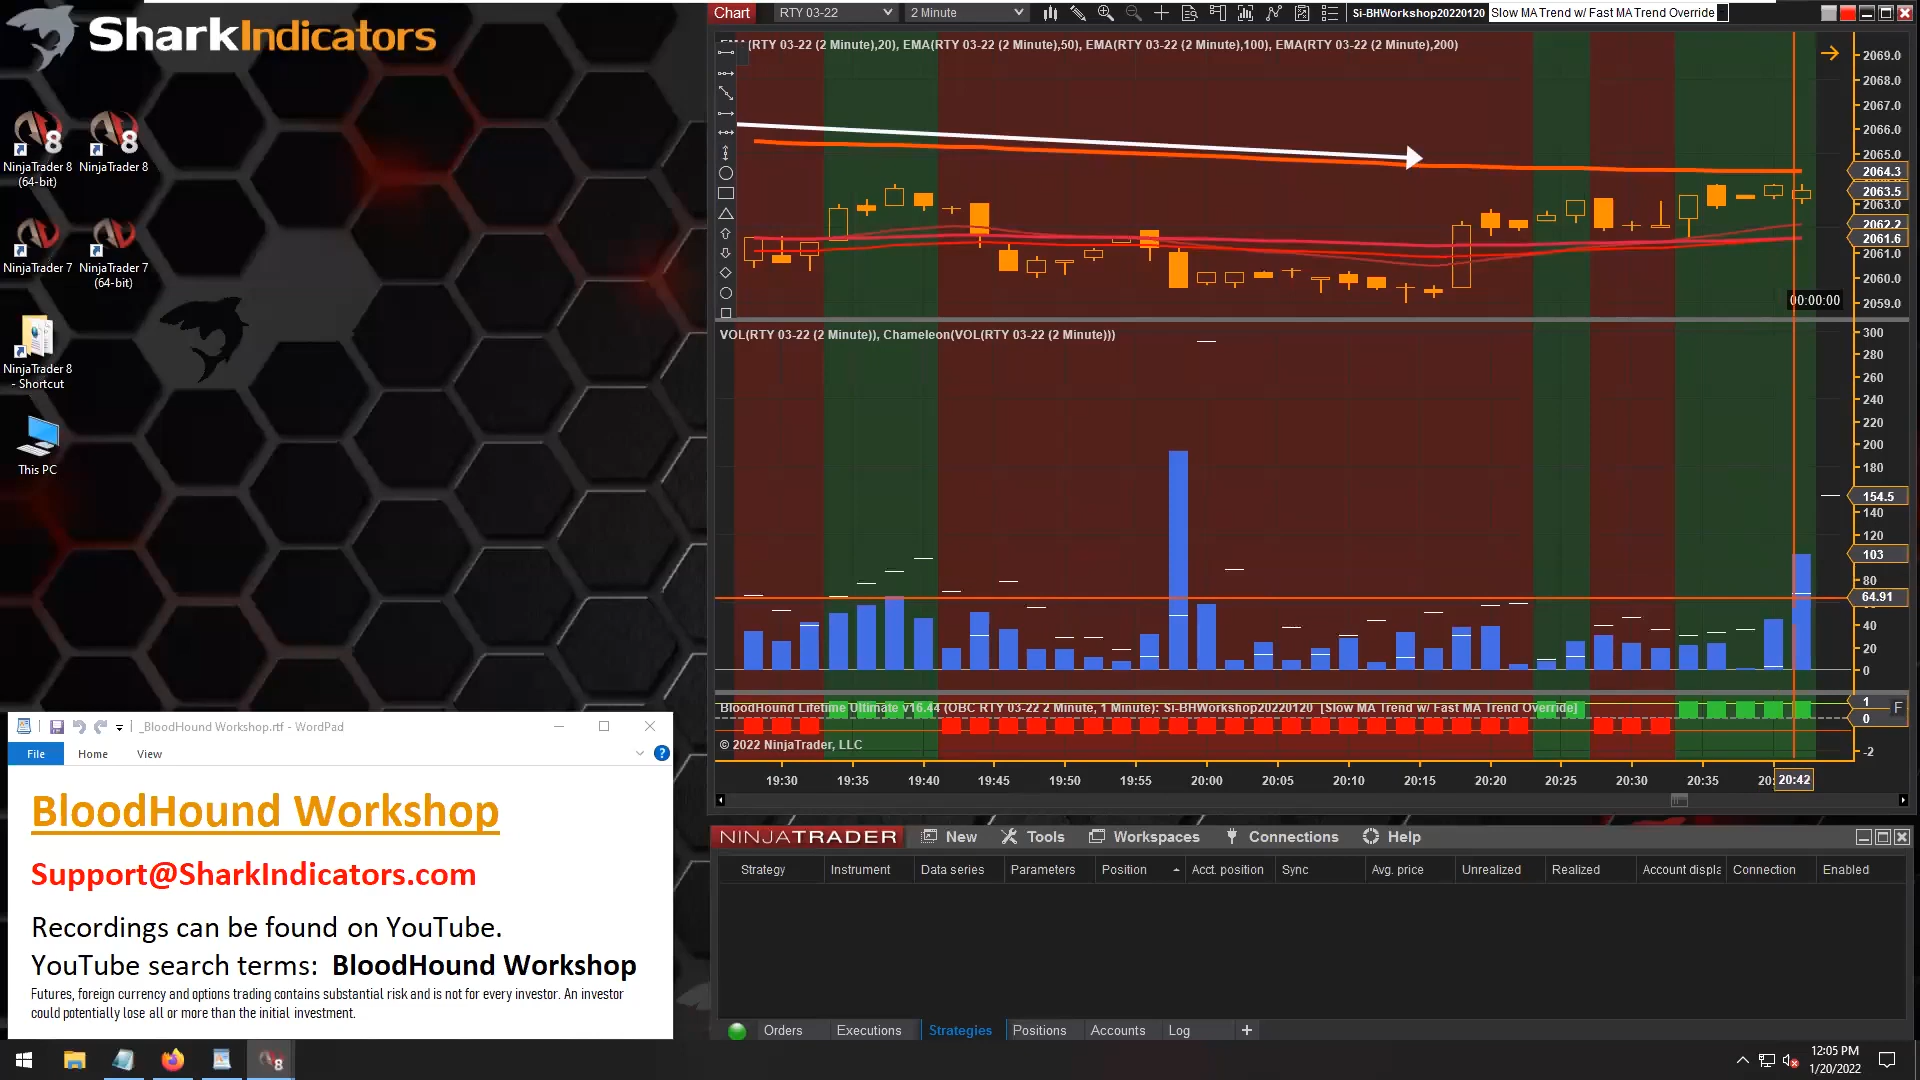 SharkIndicators
NinjaTrader 8
(64-bit)
NinjaTrader 8
NinjaTrader 7
NinjaTrader 7
(64-bit)
NinjaTrader 8
- Shortcut
This PC
Chart
RTY 03-22
2 Minute
Si-BHWorkshop20220120
Slow MA Trend w/ Fast MA Trend Override
(RTY 03-22 (2 Minute),20), EMA(RTY 03-22 (2 Minute),50), EMA(RTY 03-22 (2 Minute),100), EMA(RTY 03-22 (2 Minute),200)
2069.0
2068.0
2067.0
2066.0
2065.0
2064.3
2063.5
2063.0
2062.2
2061.6
2061.0
2060.0
2059.0
00:00:00
VOL(RTY 03-22 (2 Minute)), Chameleon(VOL(RTY 03-22 (2 Minute)))
300
280
260
240
220
200
180
154.5
140
120
103
80
64.91
40
20
0
BloodHound Lifetime Ultimate v16.44 (OBC RTY 03-22 2 Minute, 1 Minute): Si-BHWorkshop20220120 [Slow MA Trend w/ Fast MA Trend Override]
1
F
0
-2
© 2022 NinjaTrader, LLC
19:30 19:35 19:40 19:45 19:50 19:55 20:00 20:05 20:10 20:15 20:20 20:25 20:30 20:35 20:42
_BloodHound Workshop.rtf - WordPad
File Home View
BloodHound Workshop
Support@SharkIndicators.com
Recordings can be found on YouTube.
YouTube search terms: BloodHound Workshop
Futures, foreign currency and options trading contains substantial risk and is not for every investor. An investor
could potentially lose all or more than the initial investment.
NINJATRADER New Tools Workspaces Connections Help
Strategy Instrument Data series Parameters Position Acct. position Sync Avg. price Unrealized Realized Account displa Connection Enabled
Orders Executions Strategies Positions Accounts Log +
12:05 PM
1/20/2022